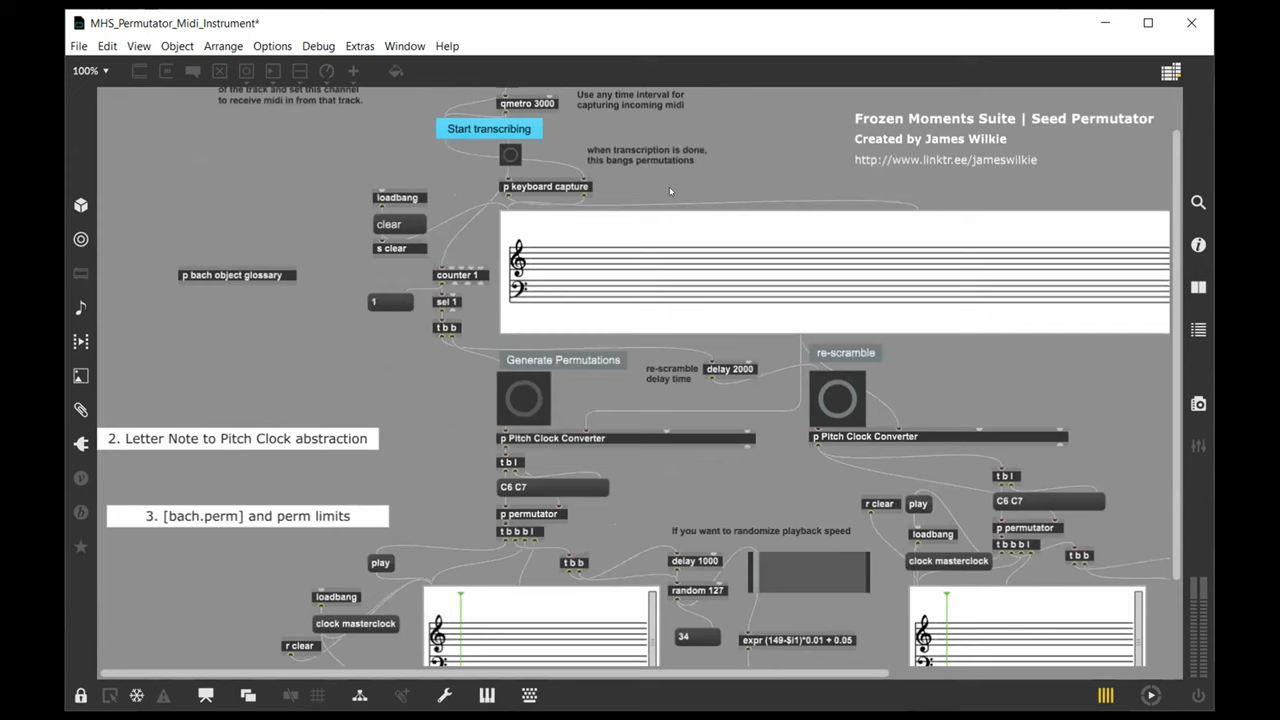 MHS_Permutator_Midi_Instrument*
File Edit View Object Arrange Options Debug Extras Window Help
100%
of the track and set this channel
to receive midi in from that track.
qmetro 3000
Use any time interval for
capturing incoming midi
Start transcribing
Frozen Moments Suite | Seed Permutator
Created by James Wilkie
http://www.linktr.ee/jameswilkie
when transcription is done,
this bangs permutations
p keyboard capture
loadbang
clear
s clear
p bach object glossary
counter 1
1
sel 1
t b b
Generate Permutations
re-scramble
delay time
delay 2000
re-scramble
2. Letter Note to Pitch Clock abstraction
p Pitch Clock Converter
p Pitch Clock Converter
t b l
C6 C7
t b l
C6 C7
3. [bach.perm] and perm limits
p permutator
t b b b l
r clear
play
loadbang
clock masterclock
p permutator
t b b b l
t b b
If you want to randomize playback speed
play
t b b
delay 1000
random 127
loadbang
clock masterclock
r clear
34
expr (149-$i1)*0.01 + 0.05